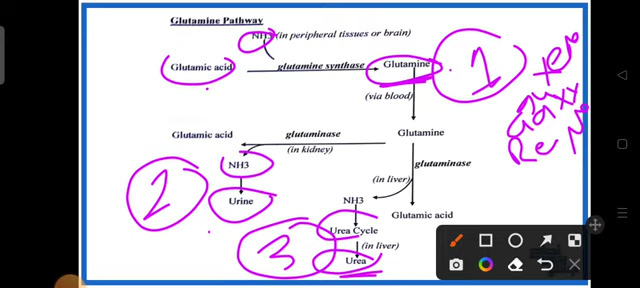 Glutamine Pathway
NH3 (in peripheral tissues or brain)
Glutamic acid
glutamine synthase
Glutamine
1
(via blood)
Glutamic acid
glutaminase
(in kidney)
Glutamine
glutaminase
(in liver)
NH3
2
Urine
NH3
Glutamic acid
Urea Cycle
3
(in liver)
Urea